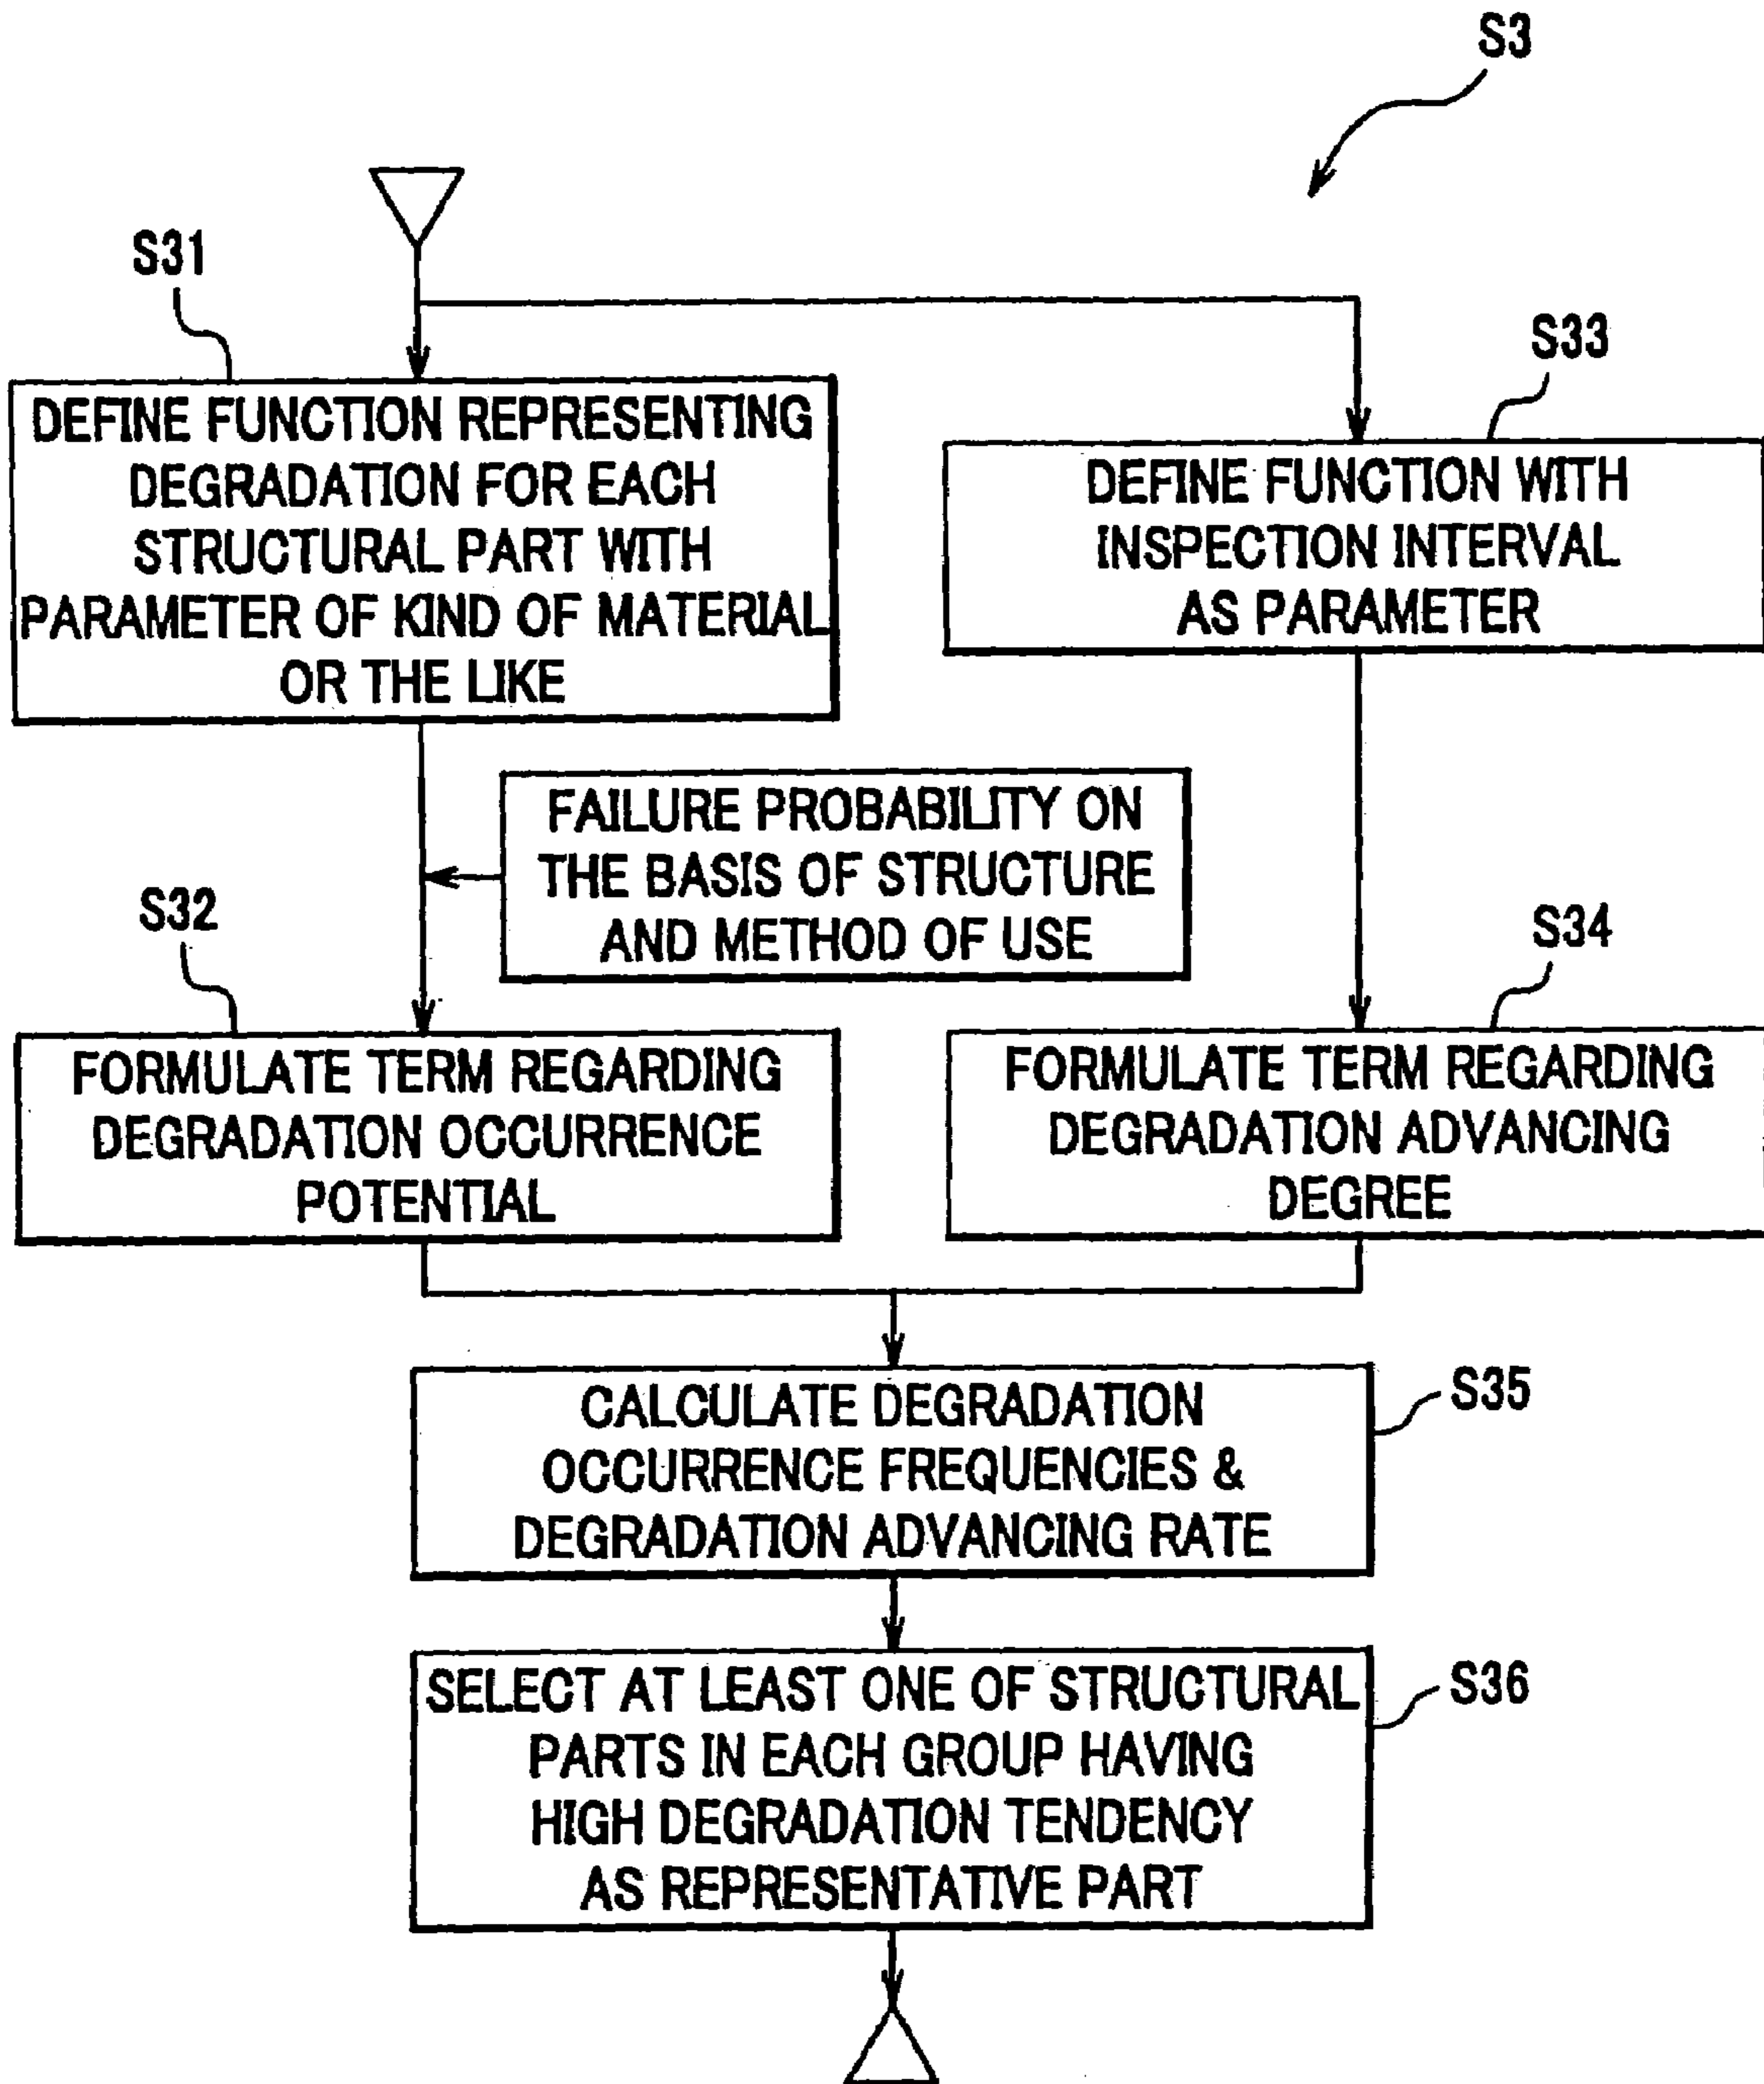 S3
S31
DEFINE FUNCTION REPRESENTING
DEGRADATION FOR EACH
STRUCTURAL PART WITH
PARAMETER OF KIND OF MATERIAL
OR THE LIKE
S33
DEFINE FUNCTION WITH
INSPECTION INTERVAL
AS PARAMETER
FAILURE PROBABILITY ON
THE BASIS OF STRUCTURE
AND METHOD OF USE
S32
FORMULATE TERM REGARDING
DEGRADATION OCCURRENCE
POTENTIAL
S34
FORMULATE TERM REGARDING
DEGRADATION ADVANCING
DEGREE
CALCULATE DEGRADATION
OCCURRENCE FREQUENCIES &
DEGRADATION ADVANCING RATE
S35
SELECT AT LEAST ONE OF STRUCTURAL
PARTS IN EACH GROUP HAVING
HIGH DEGRADATION TENDENCY
AS REPRESENTATIVE PART
S36